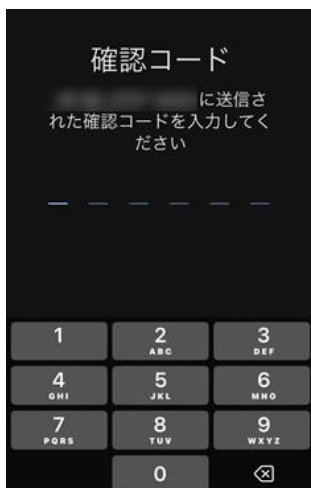 確認コード
に送信さ
れた確認コードを入力してく
ださい
1
2
ABC
3
DEF
4
GHI
5
JKL
6
MNO
7
PQRS
8
TUV
9
WXYZ
0